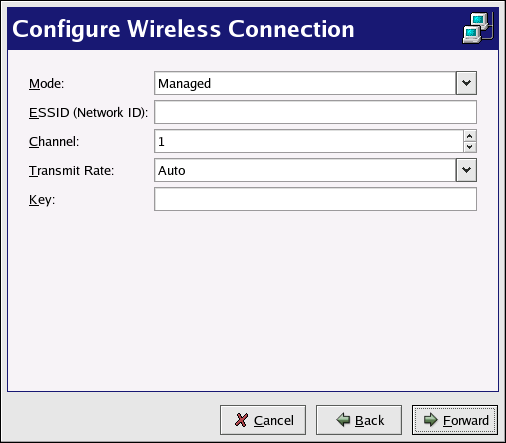 Configure Wireless Connection
Mode: Managed
ESSID (Network ID):
Channel: 1
Transmit Rate: Auto
Key:
Cancel Back Forward